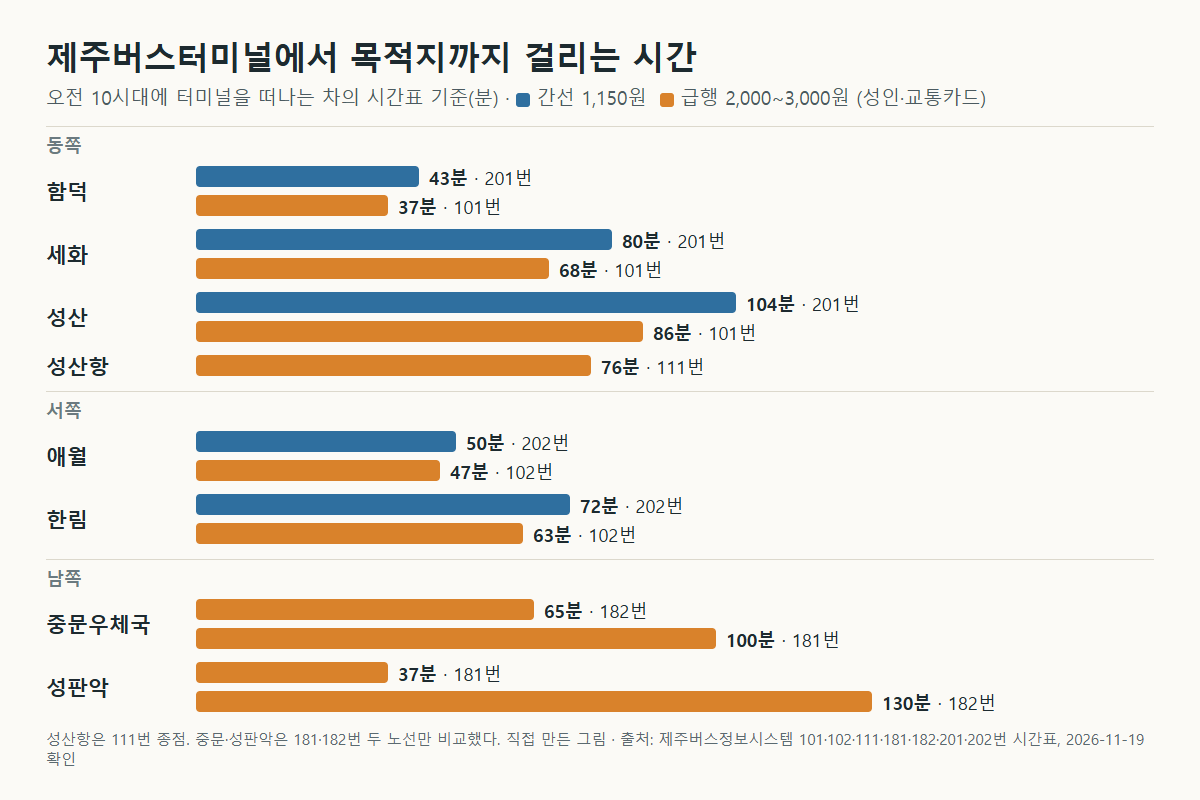 제주버스터미널에서 목적지까지 걸리는 시간
오전 10시대에 터미널을 떠나는 차의 시간표 기준(분) · 간선 1,150원 급행 2,000~3,000원 (성인·교통카드)
동쪽
함덕
43분 · 201번
37분 · 101번
세화
80분 · 201번
68분 · 101번
성산
104분 · 201번
86분 · 101번
성산항
76분 · 111번
서쪽
애월
50분 · 202번
47분 · 102번
한림
72분 · 202번
63분 · 102번
남쪽
중문우체국
65분 · 182번
100분 · 181번
성판악
37분 · 181번
130분 · 182번
성산항은 111번 종점. 중문·성판악은 181·182번 두 노선만 비교했다. 직접 만든 그림 · 출처: 제주버스정보시스템 101·102·111·181·182·201·202번 시간표, 2026-11-19
확인